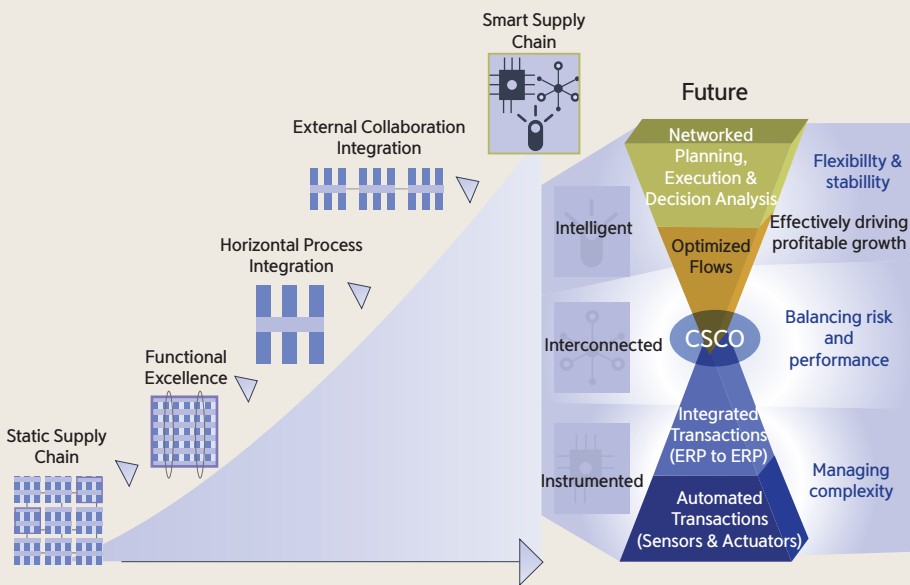 Smart Supply
Chain
External Collaboration
Integration
Horizontal Process
Integration
Functional
Excellence
Static Supply
Chain
Future
Networked
Planning,
Execution &
Decision Analysis
Optimized
Flows
CSCO
Integrated
Transactions
(ERP to ERP)
Automated
Transactions
(Sensors & Actuators)
Intelligent
Interconnected
Instrumented
Flexibillty &
stabillity
Effectively driving
profitable growth
Balancing risk
and
performance
Managing
complexity